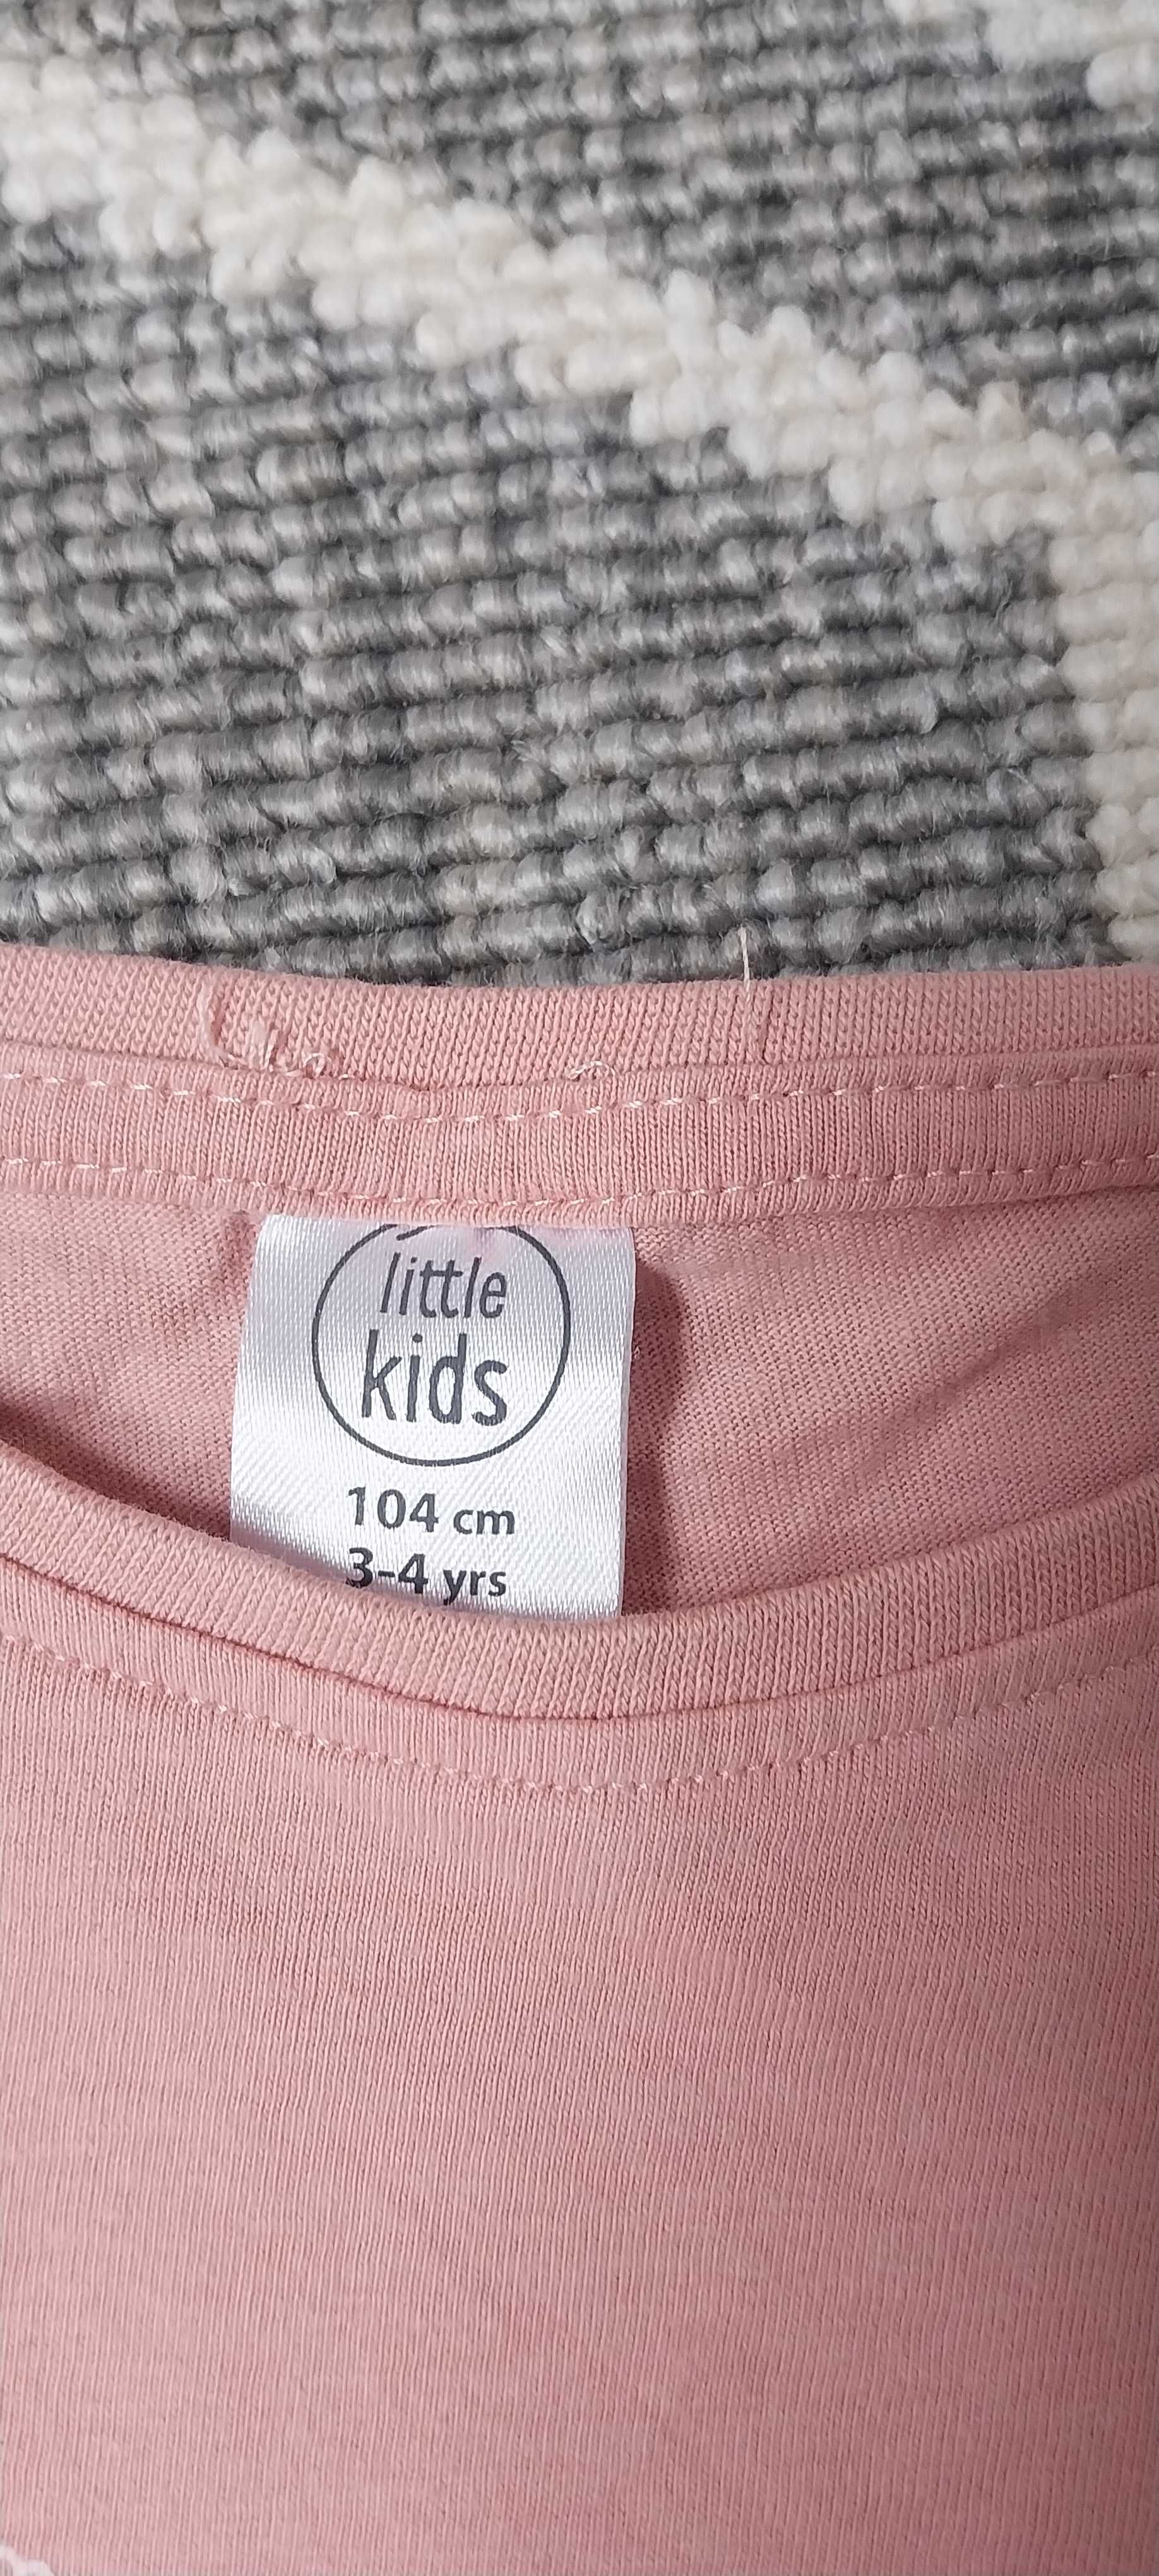 little
kids
104 cm
3-4 yrs